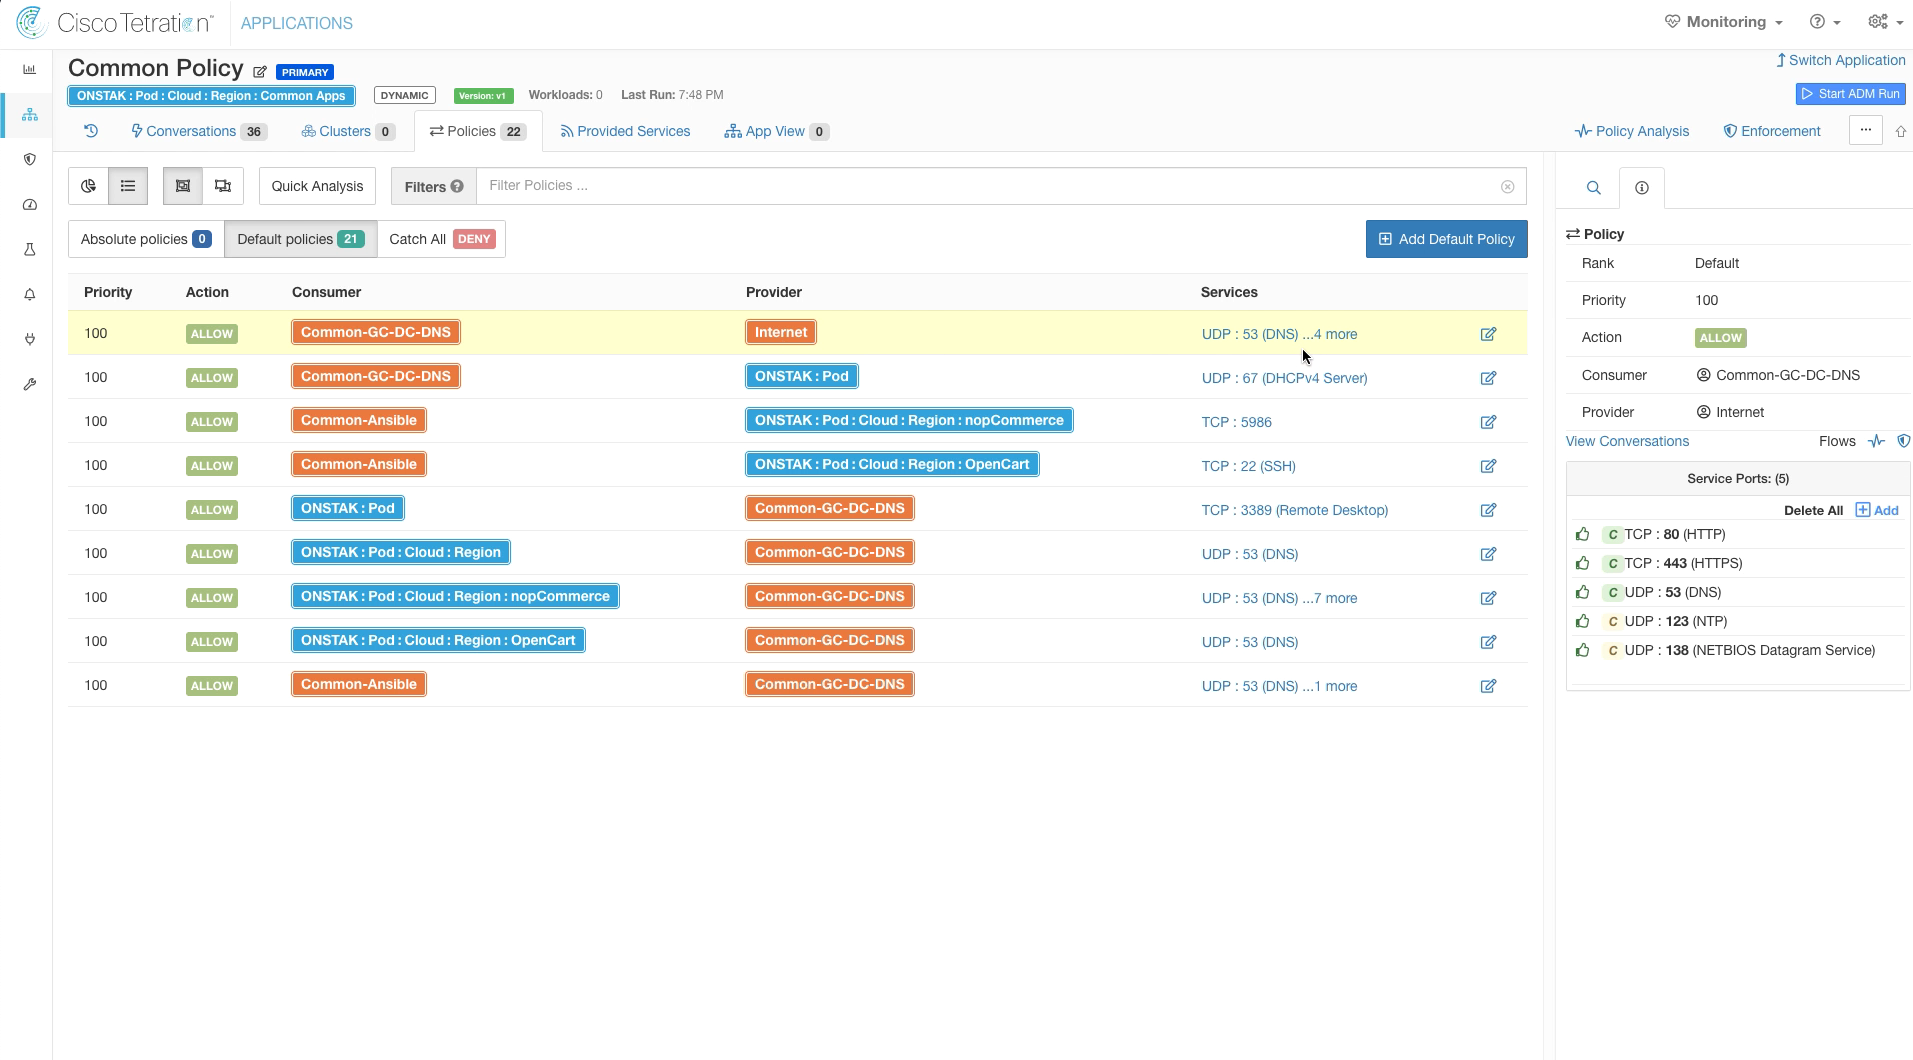 Cisco Tetration™ APPLICATIONS Monitoring
Common Policy PRIMARY Switch Application
ONSTAK : Pod : Cloud : Region : Common Apps DYNAMIC Version: v1 Workloads: 0 Last Run: 7:48 PM Start ADM Run
Conversations 36 Clusters 0 Policies 22 Provided Services App View 0 Policy Analysis Enforcement ...
Quick Analysis Filters ? Filter Policies ...
Absolute policies 0 Default policies 21 Catch All DENY Add Default Policy
Priority Action Consumer Provider Services
100 ALLOW Common-GC-DC-DNS Internet UDP : 53 (DNS) ...4 more
100 ALLOW Common-GC-DC-DNS ONSTAK : Pod UDP : 67 (DHCPv4 Server)
100 ALLOW Common-Ansible ONSTAK : Pod : Cloud : Region : nopCommerce TCP : 5986
100 ALLOW Common-Ansible ONSTAK : Pod : Cloud : Region : OpenCart TCP : 22 (SSH)
100 ALLOW ONSTAK : Pod Common-GC-DC-DNS TCP : 3389 (Remote Desktop)
100 ALLOW ONSTAK : Pod : Cloud : Region Common-GC-DC-DNS UDP : 53 (DNS)
100 ALLOW ONSTAK : Pod : Cloud : Region : nopCommerce Common-GC-DC-DNS UDP : 53 (DNS) ...7 more
100 ALLOW ONSTAK : Pod : Cloud : Region : OpenCart Common-GC-DC-DNS UDP : 53 (DNS)
100 ALLOW Common-Ansible Common-GC-DC-DNS UDP : 53 (DNS) ...1 more
Policy
Rank Default
Priority 100
Action ALLOW
Consumer Common-GC-DC-DNS
Provider Internet
View Conversations Flows
Service Ports: (5)
Delete All Add
C TCP : 80 (HTTP)
C TCP : 443 (HTTPS)
C UDP : 53 (DNS)
C UDP : 123 (NTP)
C UDP : 138 (NETBIOS Datagram Service)